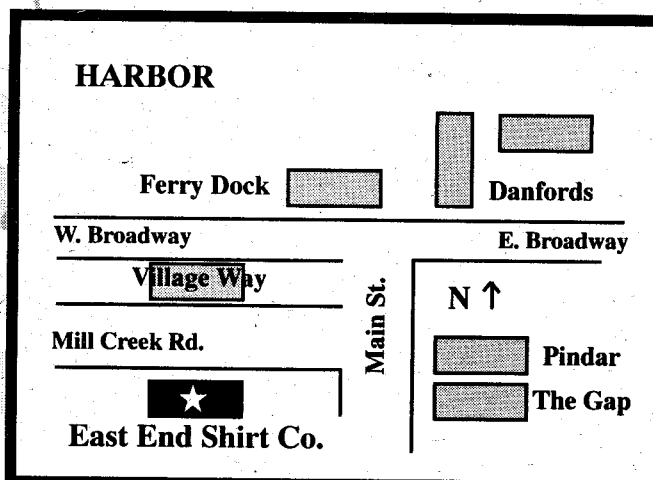 HARBOR
Ferry Dock
Danfords
W. Broadway
E. Broadway
Village Way
Main St.
N ↑
Mill Creek Rd.
Pindar
The Gap
East End Shirt Co.